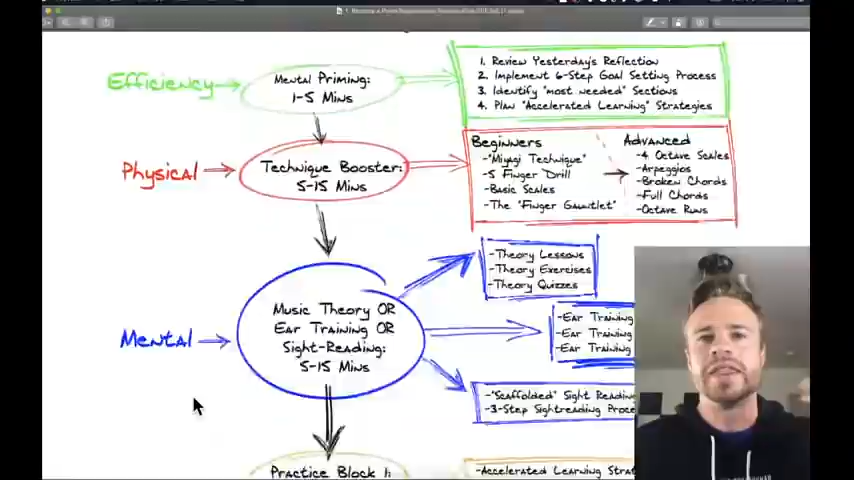 Efficiency
Mental Priming:
1-5 Mins
1. Review Yesterday's Reflection
2. Implement 6-Step Goal Setting Process
3. Identify "most needed" Sections
4. Plan "Accelerated Learning" Strategies
Physical
Technique Booster:
5-15 Mins
Beginners
-"Miyagi Technique"
-5 Finger Drill
-Basic Scales
-The "Finger Gauntlet"
Advanced
-4 Octave Scales
-Arpeggios
-Broken Chords
-Full Chords
-Octave Runs
Mental
Music Theory OR
Ear Training OR
Sight-Reading:
5-15 Mins
-Theory Lessons
-Theory Exercises
-Theory Quizzes
-Ear Training
-Ear Training
-Ear Training
-"Scaffolded" Sight Reading
-3-Step Sightreading Proce
Practice Block 1:
-Accelerated Learning Strat